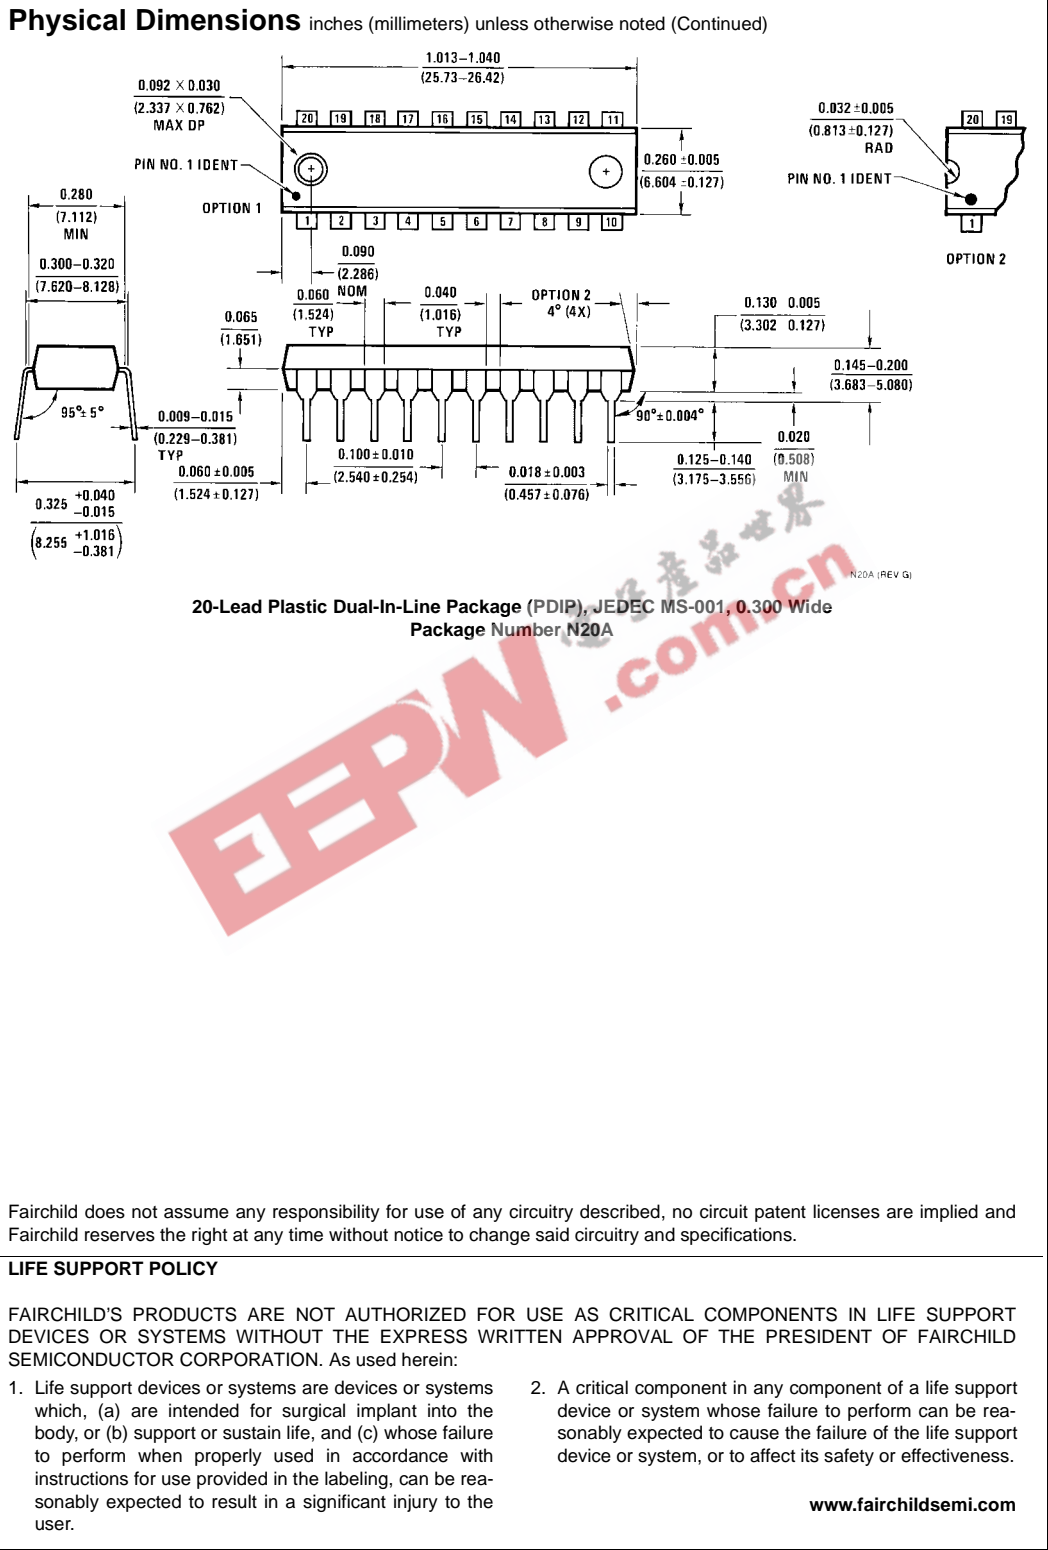 Physical Dimensions inches (millimeters) unless otherwise noted (Continued)
1.013–1.040
(25.73–26.42)
0.092 × 0.030
(2.337 × 0.762)
MAX DP
20 19 18 17 16 15 14 13 12 11
PIN NO. 1 IDENT
OPTION 1
1 2 3 4 5 6 7 8 9 10
0.260 ±0.005
(6.604 ±0.127)
0.032 ±0.005
(0.813 ±0.127)
RAD
20 19
PIN NO. 1 IDENT
1
OPTION 2
0.280
(7.112)
MIN
0.300–0.320
(7.620–8.128)
0.090
(2.286)
NOM
0.060
(1.524)
TYP
0.040
(1.016)
TYP
OPTION 2
4° (4X)
0.065
(1.651)
0.130 0.005
(3.302 0.127)
0.145–0.200
(3.683–5.080)
95°± 5°
0.009–0.015
(0.229–0.381)
TYP
90°±0.004°
0.020
(0.508)
MIN
0.125–0.140
(3.175–3.556)
0.100 ±0.010
(2.540 ±0.254)
0.018 ±0.003
(0.457 ±0.076)
0.060 ±0.005
(1.524 ±0.127)
0.325 +0.040
–0.015
(8.255 +1.016
–0.381)
N20A (REV G)
20-Lead Plastic Dual-In-Line Package (PDIP), JEDEC MS-001, 0.300 Wide
Package Number N20A
EEPW
电子産品世界
.com.cn
Fairchild does not assume any responsibility for use of any circuitry described, no circuit patent licenses are implied and
Fairchild reserves the right at any time without notice to change said circuitry and specifications.
LIFE SUPPORT POLICY
FAIRCHILD'S PRODUCTS ARE NOT AUTHORIZED FOR USE AS CRITICAL COMPONENTS IN LIFE SUPPORT
DEVICES OR SYSTEMS WITHOUT THE EXPRESS WRITTEN APPROVAL OF THE PRESIDENT OF FAIRCHILD
SEMICONDUCTOR CORPORATION. As used herein:
1. Life support devices or systems are devices or systems
which, (a) are intended for surgical implant into the
body, or (b) support or sustain life, and (c) whose failure
to perform when properly used in accordance with
instructions for use provided in the labeling, can be rea-
sonably expected to result in a significant injury to the
user.
2. A critical component in any component of a life support
device or system whose failure to perform can be rea-
sonably expected to cause the failure of the life support
device or system, or to affect its safety or effectiveness.
www.fairchildsemi.com